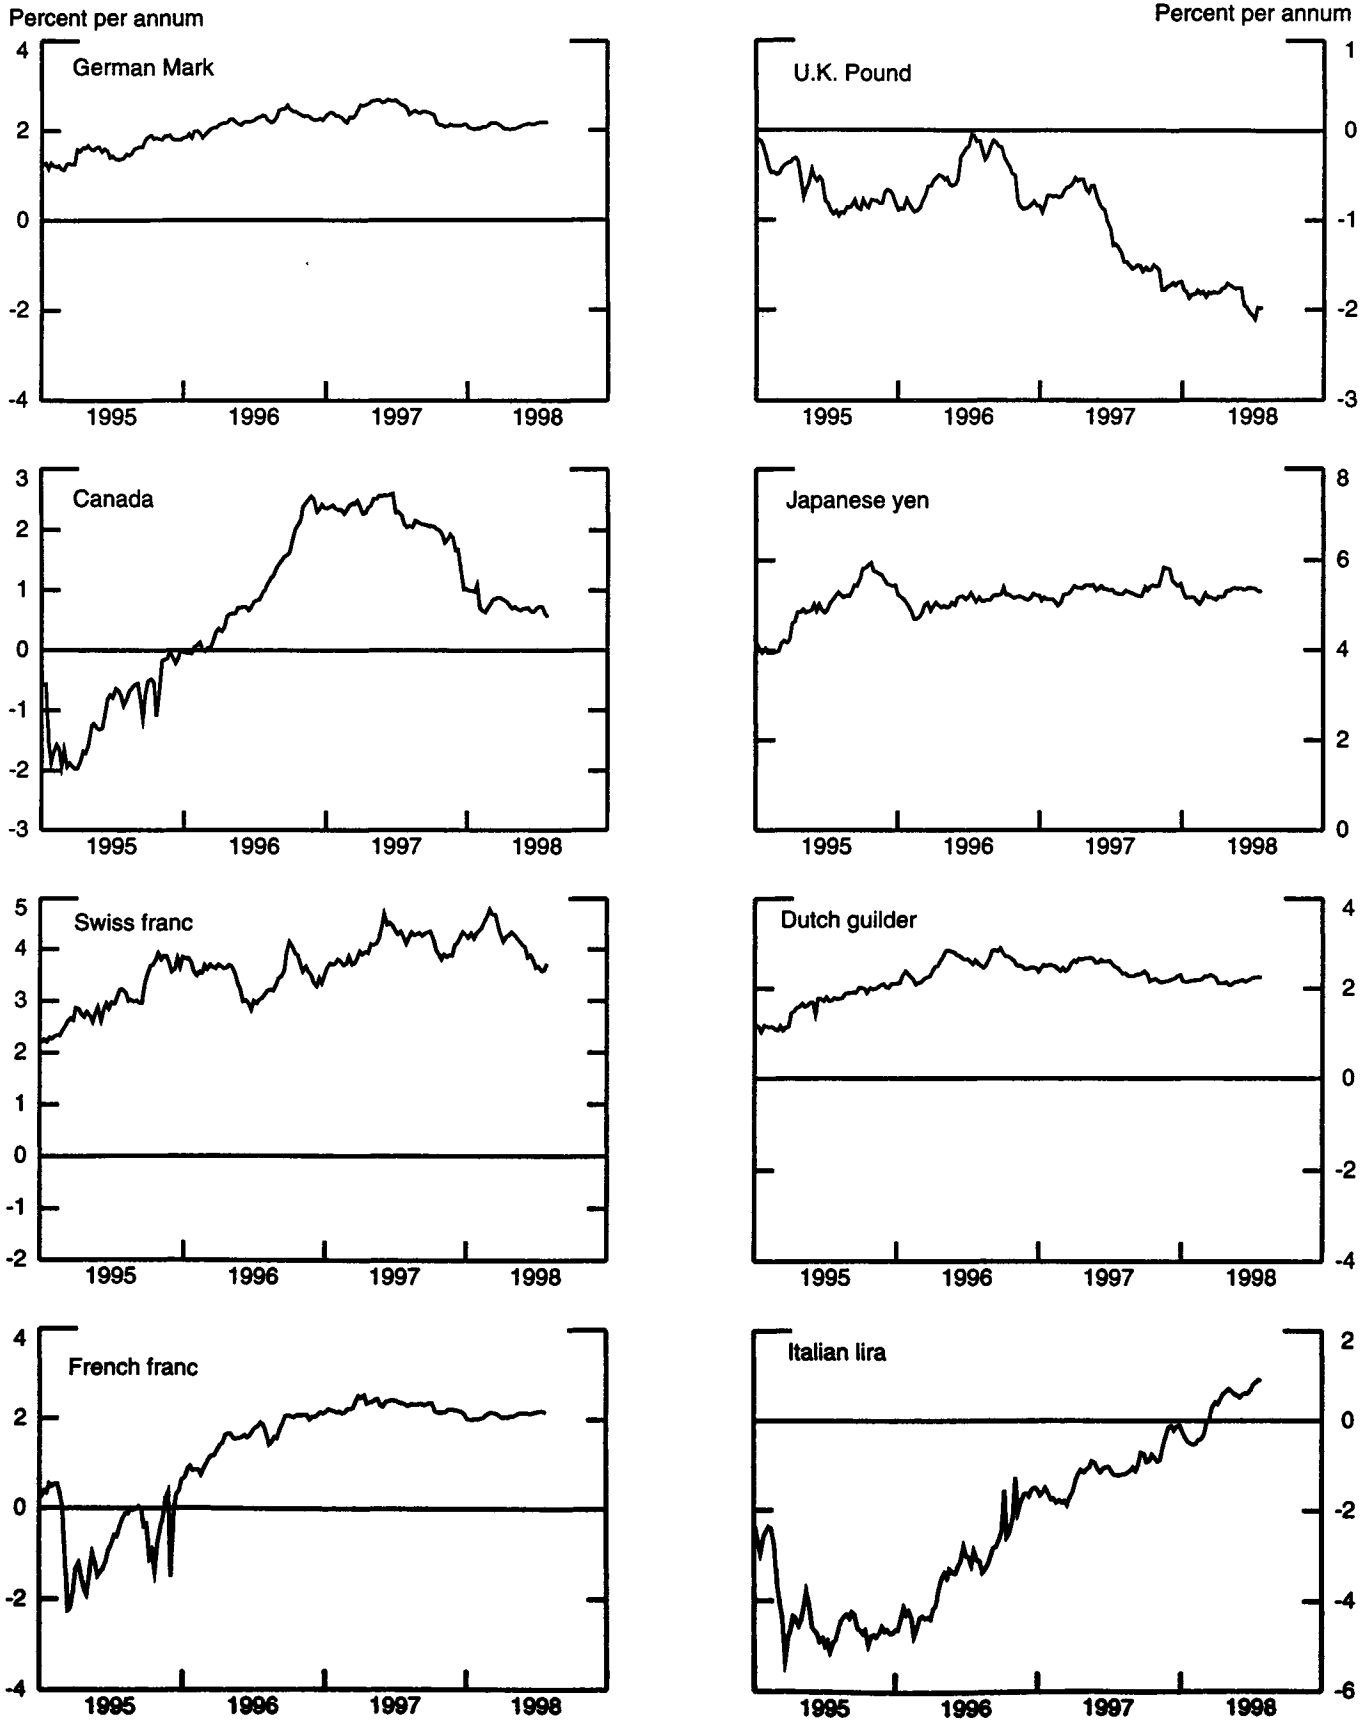 Percent per annum
4
German Mark
2
0
-2
-4
1995 1996 1997 1998
Percent per annum
1
U.K. Pound
0
-1
-2
-3
1995 1996 1997 1998
3
Canada
2
1
0
-1
-2
-3
1995 1996 1997 1998
8
Japanese yen
6
4
2
0
1995 1996 1997 1998
5
Swiss franc
4
3
2
1
0
-1
-2
1995 1996 1997 1998
4
Dutch guilder
2
0
-2
-4
1995 1996 1997 1998
4
French franc
2
0
-2
-4
1995 1996 1997 1998
2
Italian lira
0
-2
-4
-6
1995 1996 1997 1998